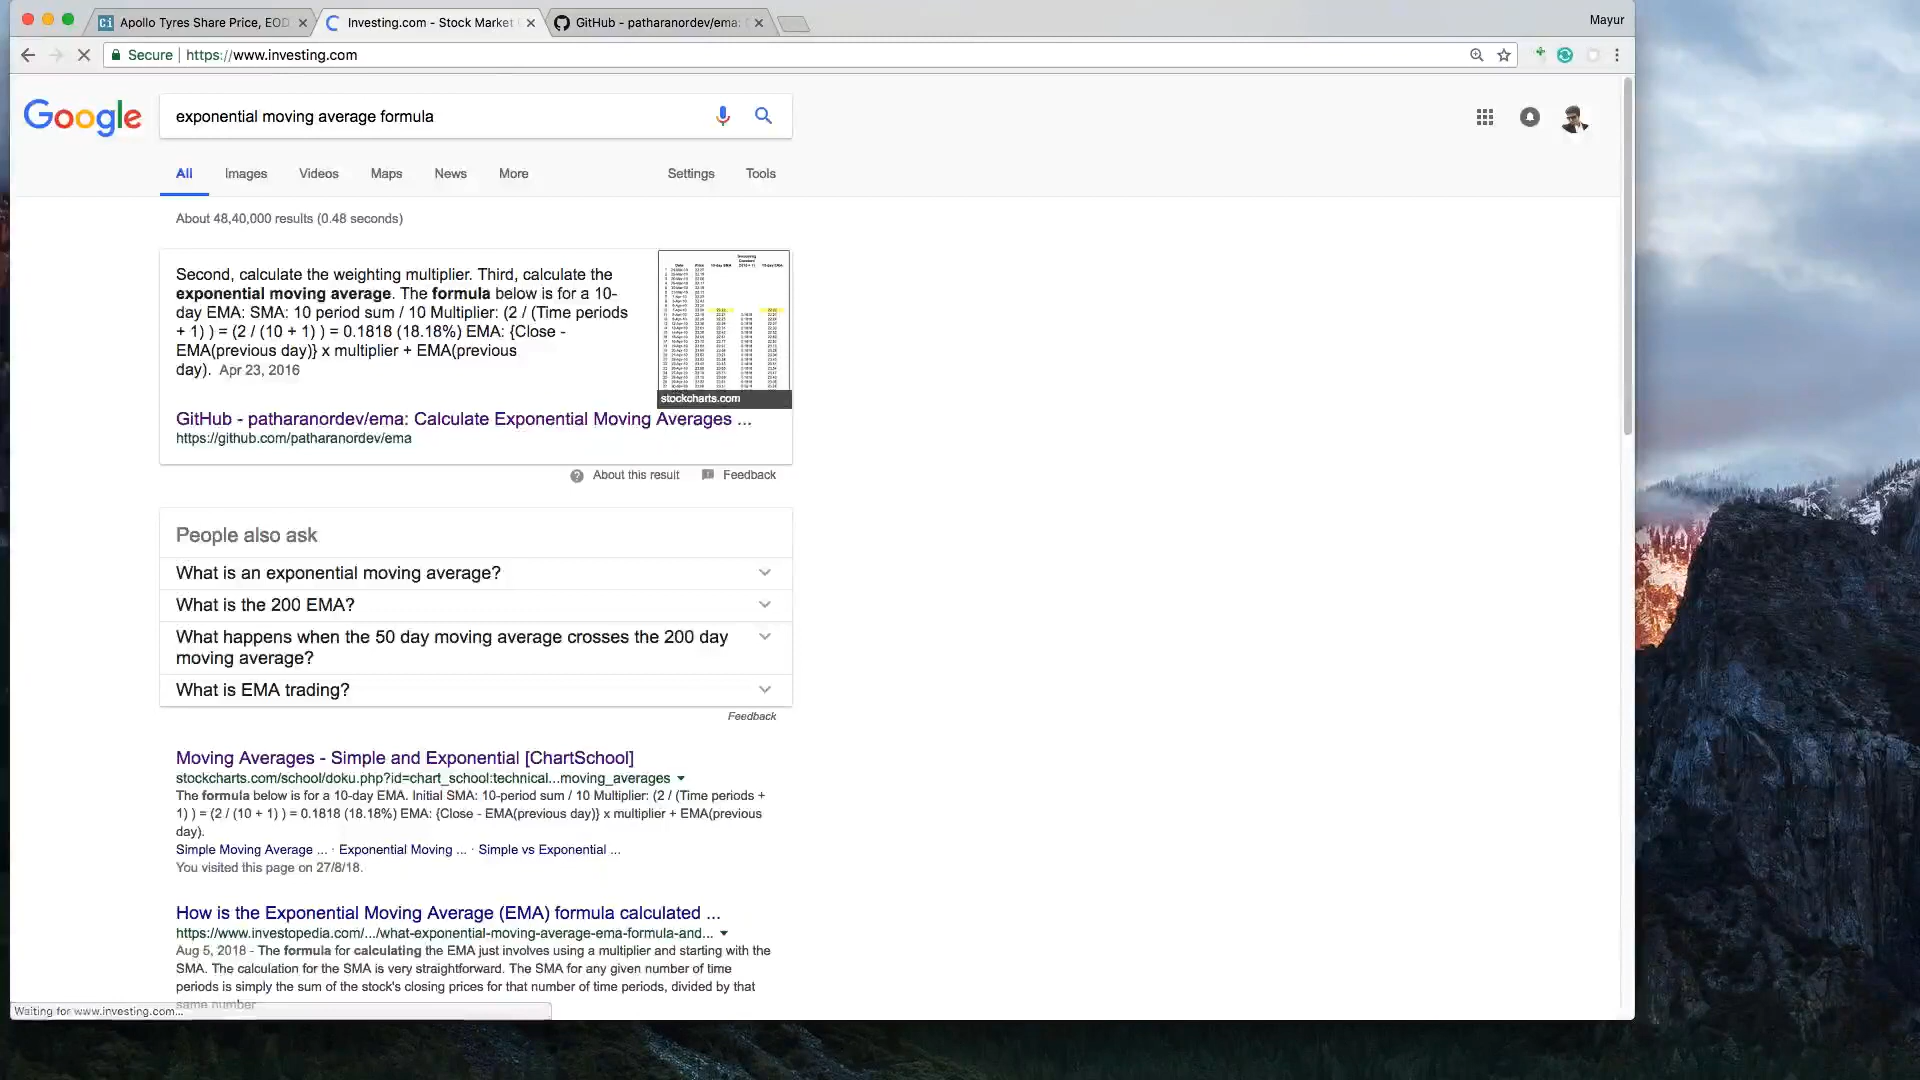 Apollo Tyres Share Price, EOD
Investing.com - Stock Market
GitHub - patharanordev/ema:
Mayur
Secure | https://www.investing.com
Google
exponential moving average formula
All Images Videos Maps News More Settings Tools
About 48,40,000 results (0.48 seconds)
Second, calculate the weighting multiplier. Third, calculate the
exponential moving average. The formula below is for a 10-
day EMA: SMA: 10 period sum / 10 Multiplier: (2 / (Time periods
+ 1) ) = (2 / (10 + 1) ) = 0.1818 (18.18%) EMA: {Close -
EMA(previous day)} x multiplier + EMA(previous
day). Apr 23, 2016
stockcharts.com
GitHub - patharanordev/ema: Calculate Exponential Moving Averages ...
https://github.com/patharanordev/ema
About this result Feedback
People also ask
What is an exponential moving average?
What is the 200 EMA?
What happens when the 50 day moving average crosses the 200 day
moving average?
What is EMA trading?
Feedback
Moving Averages - Simple and Exponential [ChartSchool]
stockcharts.com/school/doku.php?id=chart_school:technical...moving_averages
The formula below is for a 10-day EMA. Initial SMA: 10-period sum / 10 Multiplier: (2 / (Time periods +
1) ) = (2 / (10 + 1) ) = 0.1818 (18.18%) EMA: {Close - EMA(previous day)} x multiplier + EMA(previous
day).
Simple Moving Average ... · Exponential Moving ... · Simple vs Exponential ...
You visited this page on 27/8/18.
How is the Exponential Moving Average (EMA) formula calculated ...
https://www.investopedia.com/.../what-exponential-moving-average-ema-formula-and...
Aug 5, 2018 - The formula for calculating the EMA just involves using a multiplier and starting with the
SMA. The calculation for the SMA is very straightforward. The SMA for any given number of time
periods is simply the sum of the stock's closing prices for that number of time periods, divided by that
same number
Waiting for www.investing.com...